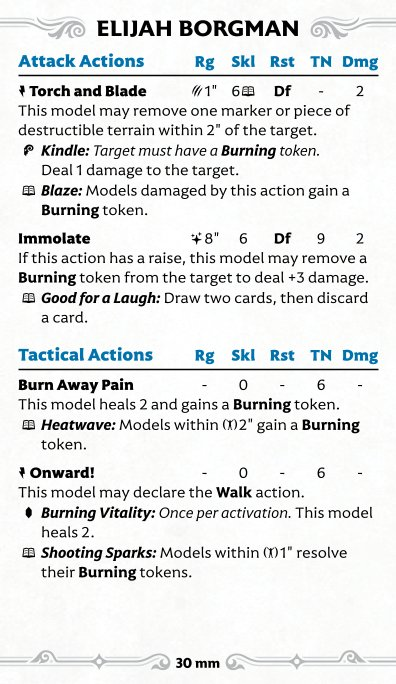 ELIJAH BORGMAN
Attack Actions Rg Skl Rst TN Dmg
Torch and Blade 1" 6 Df - 2
This model may remove one marker or piece of
destructible terrain within 2" of the target.
Kindle: Target must have a Burning token.
Deal 1 damage to the target.
Blaze: Models damaged by this action gain a
Burning token.
Immolate 8" 6 Df 9 2
If this action has a raise, this model may remove a
Burning token from the target to deal +3 damage.
Good for a Laugh: Draw two cards, then discard
a card.
Tactical Actions Rg Skl Rst TN Dmg
Burn Away Pain - 0 - 6 -
This model heals 2 and gains a Burning token.
Heatwave: Models within 2" gain a Burning
token.
Onward! - 0 - 6 -
This model may declare the Walk action.
Burning Vitality: Once per activation. This model
heals 2.
Shooting Sparks: Models within 1" resolve
their Burning tokens.
30 mm